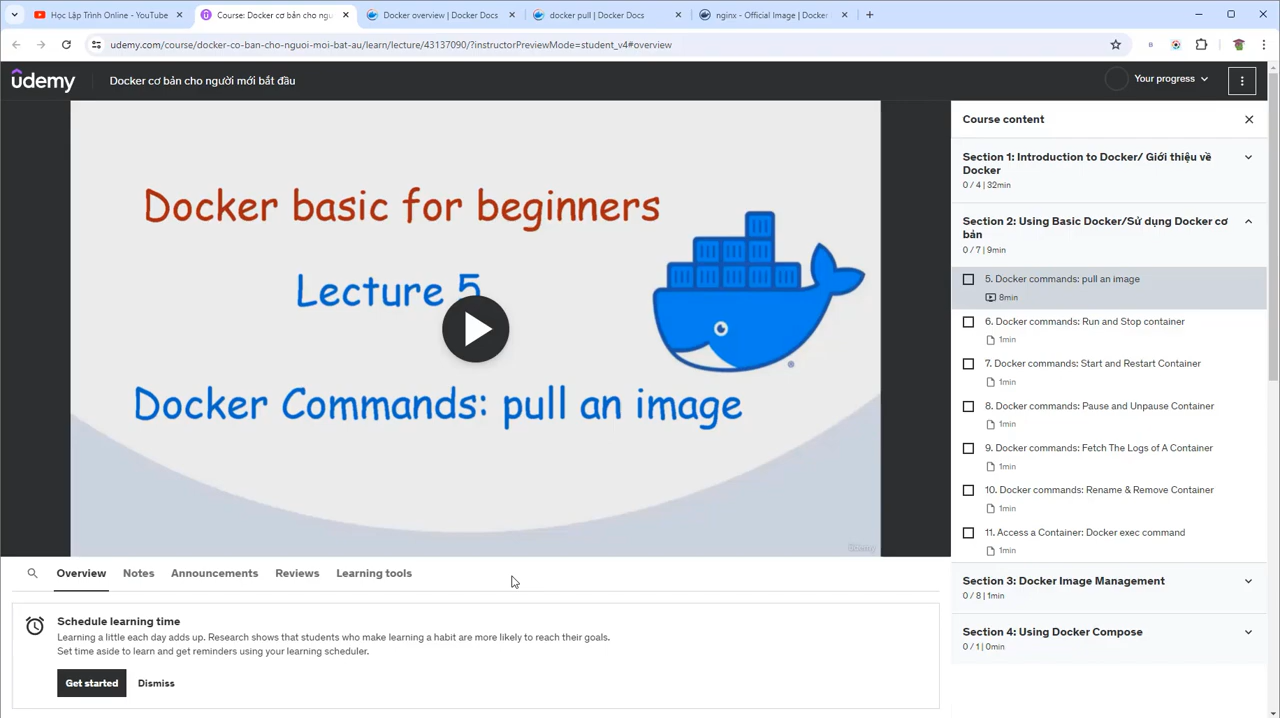 Học Lập Trình Online - YouTube
Course: Docker cơ bản cho ngu
Docker overview | Docker Docs
docker pull | Docker Docs
nginx - Official Image | Docker
udemy.com/course/docker-co-ban-cho-nguoi-moi-bat-au/learn/lecture/43137090/?instructorPreviewMode=student_v4#overview
udemy
Docker cơ bản cho người mới bắt đầu
Your progress
Docker basic for beginners
Lecture 5
Docker Commands: pull an image
Udemy
Course content
Section 1: Introduction to Docker/ Giới thiệu về
Docker
0 / 4 | 32min
Section 2: Using Basic Docker/Sử dụng Docker cơ
bản
0 / 7 | 9min
5. Docker commands: pull an image
8min
6. Docker commands: Run and Stop container
1min
7. Docker commands: Start and Restart Container
1min
8. Docker commands: Pause and Unpause Container
1min
9. Docker commands: Fetch The Logs of A Container
1min
10. Docker commands: Rename & Remove Container
1min
11. Access a Container: Docker exec command
1min
Section 3: Docker Image Management
0 / 8 | 1min
Section 4: Using Docker Compose
0 / 1 | 0min
Overview
Notes
Announcements
Reviews
Learning tools
Schedule learning time
Learning a little each day adds up. Research shows that students who make learning a habit are more likely to reach their goals.
Set time aside to learn and get reminders using your learning scheduler.
Get started
Dismiss